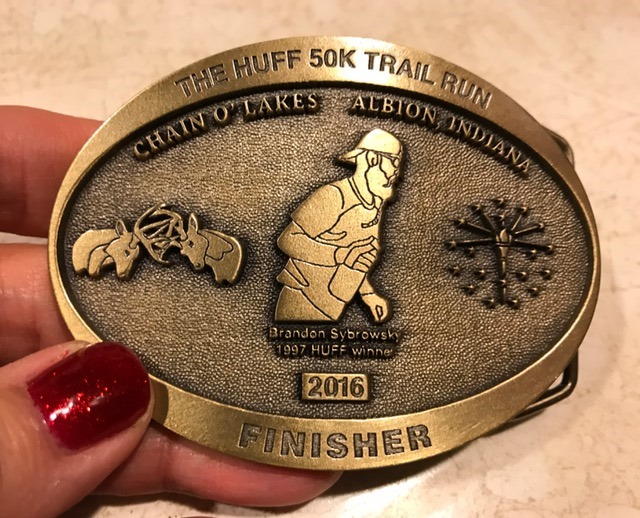 THE HUFF 50K TRAIL RUN
CHAIN O' LAKES ALBION, INDIANA
Brandon Sybrowsky
1997 HUFF winner
2016
FINISHER